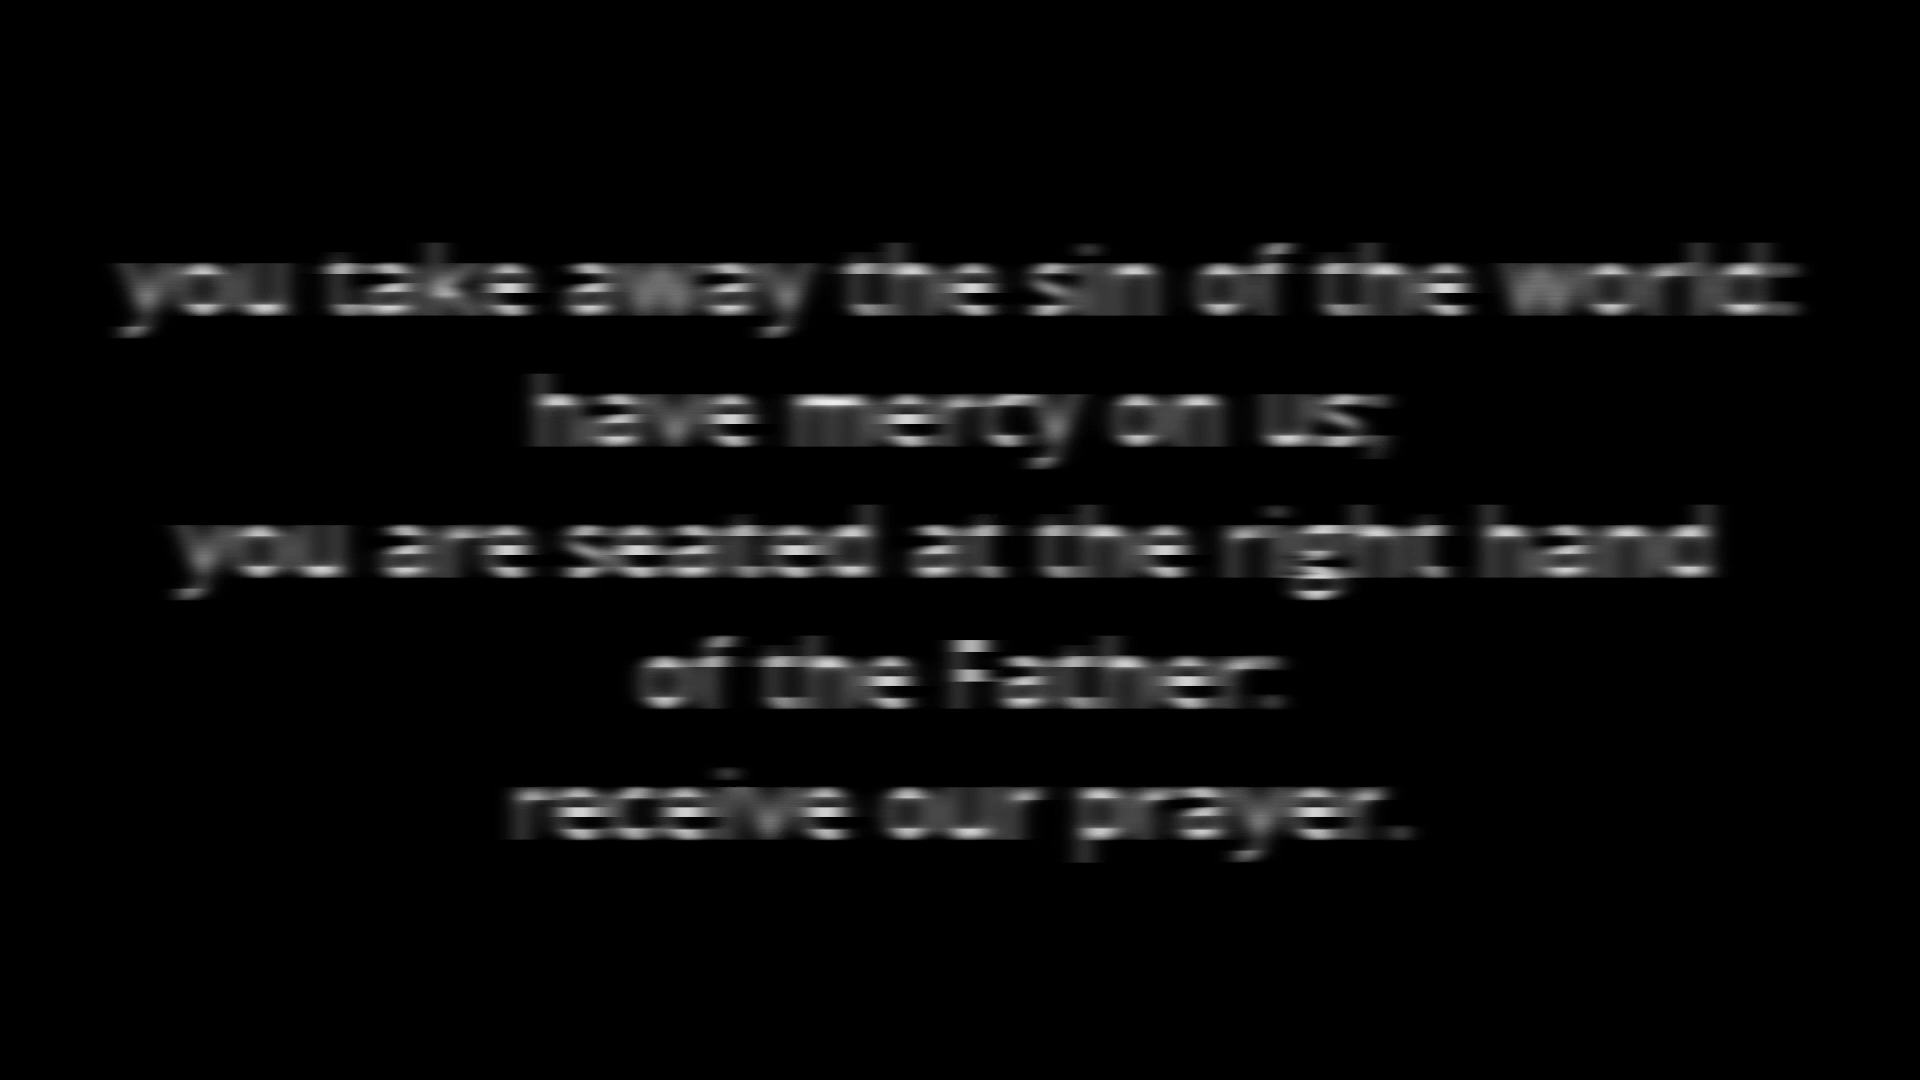 you take away the sin of the world:
have mercy on us;
you are seated at the right hand
of the Father:
receive our prayer.